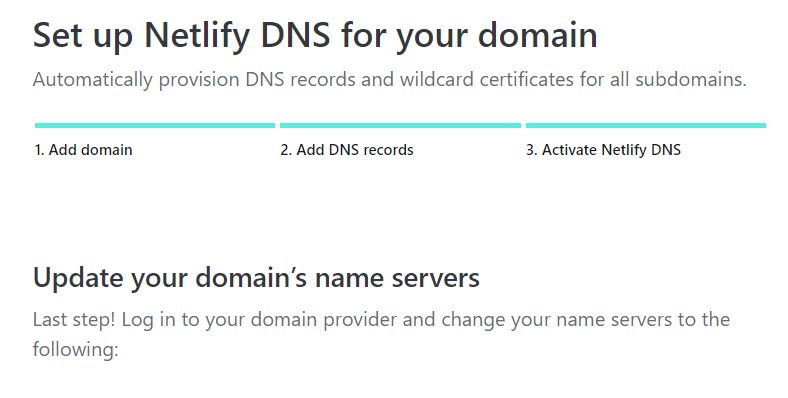 Set up Netlify DNS for your domain
Automatically provision DNS records and wildcard certificates for all subdomains.
1. Add domain
2. Add DNS records
3. Activate Netlify DNS
Update your domain’s name servers
Last step! Log in to your domain provider and change your name servers to the
following: